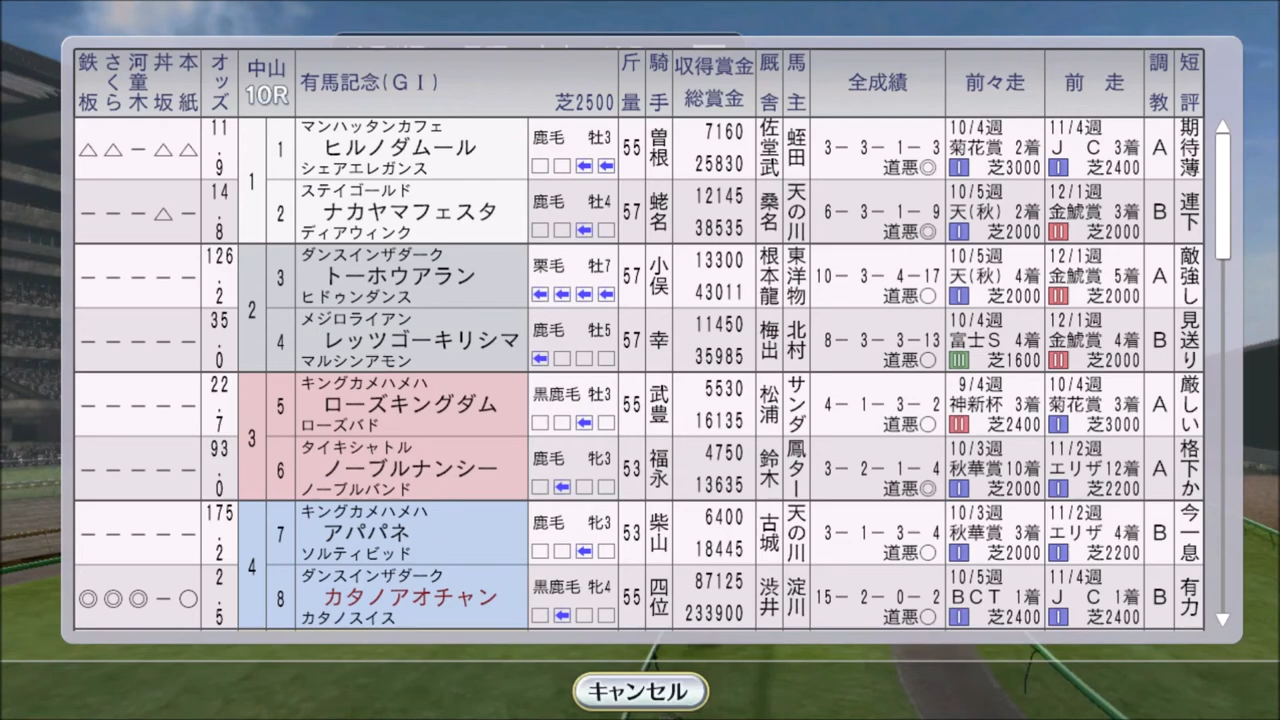 鉄板 さくら 河童木 丼坂 本紙 オッズ 中山 10R 有馬記念(GⅠ) 芝2500 斤量 騎手 収得賞金 総賞金 厩舎 馬主 全成績 前々走 前 走 調教 短評
△ △ － △ △ 11.9 1 1 マンハッタンカフェ 鹿毛 牡3 55 曽根 7160 佐堂武 蛭田 3－ 3－ 1－ 3 10/4週 11/4週 A 期待薄
ヒルノダムール 菊花賞 2着 J C 3着
シェアエレガンス 25830 道悪◎ Ⅰ 芝3000 Ⅰ 芝2400
－ － － △ － 14.8 2 ステイゴールド 鹿毛 牡4 57 蛯名 12145 桑名 天の川 6－ 3－ 1－ 9 10/5週 12/1週 B 連下
ナカヤマフェスタ 天(秋) 2着 金鯱賞 3着
ディアウィンク 38535 道悪◎ Ⅰ 芝2000 Ⅱ 芝2000
－ － － － － 126.2 2 3 ダンスインザダーク 栗毛 牡7 57 小俣 13300 根本龍 東洋物 10－ 3－ 4－17 10/5週 12/1週 A 敵強し
トーホウアラン 天(秋) 4着 金鯱賞 5着
ヒドゥンダンス 43011 道悪○ Ⅰ 芝2000 Ⅱ 芝2000
－ － － － － 35.0 4 メジロライアン 鹿毛 牡5 57 幸 11450 梅出 北村 8－ 3－ 3－13 10/4週 12/1週 B 見送り
レッツゴーキリシマ 富士S 4着 金鯱賞 4着
マルシンアモン 35985 道悪○ Ⅲ 芝1600 Ⅱ 芝2000
－ － － － － 22.7 3 5 キングカメハメハ 黒鹿毛 牡3 55 武豊 5530 松浦 サンダ 4－ 1－ 3－ 2 9/4週 10/4週 A 厳しい
ローズキングダム 神新杯 3着 菊花賞 3着
ローズバド 16135 道悪○ Ⅱ 芝2400 Ⅰ 芝3000
－ － － － － 93.0 6 タイキシャトル 鹿毛 牝3 53 福永 4750 鈴木 鳳ター 3－ 2－ 1－ 4 10/3週 11/2週 A 格下か
ノーブルナンシー 秋華賞10着 エリザ12着
ノーブルバンド 13635 道悪◎ Ⅰ 芝2000 Ⅰ 芝2200
－ － － － － 175.2 4 7 キングカメハメハ 鹿毛 牝3 53 柴山 6400 古城 天の川 3－ 1－ 3－ 4 10/3週 11/2週 B 今一息
アパパネ 秋華賞 3着 エリザ 4着
ソルティビッド 18445 道悪○ Ⅰ 芝2000 Ⅰ 芝2200
◎ ◎ ◎ － ○ 2.5 8 ダンスインザダーク 黒鹿毛 牝4 55 四位 87125 渋井 淀川 15－ 2－ 0－ 2 10/5週 11/4週 B 有力
カタノアオチャン BCT 1着 J C 1着
カタノスイス 233900 道悪○ Ⅰ 芝2400 Ⅰ 芝2400
キャンセル